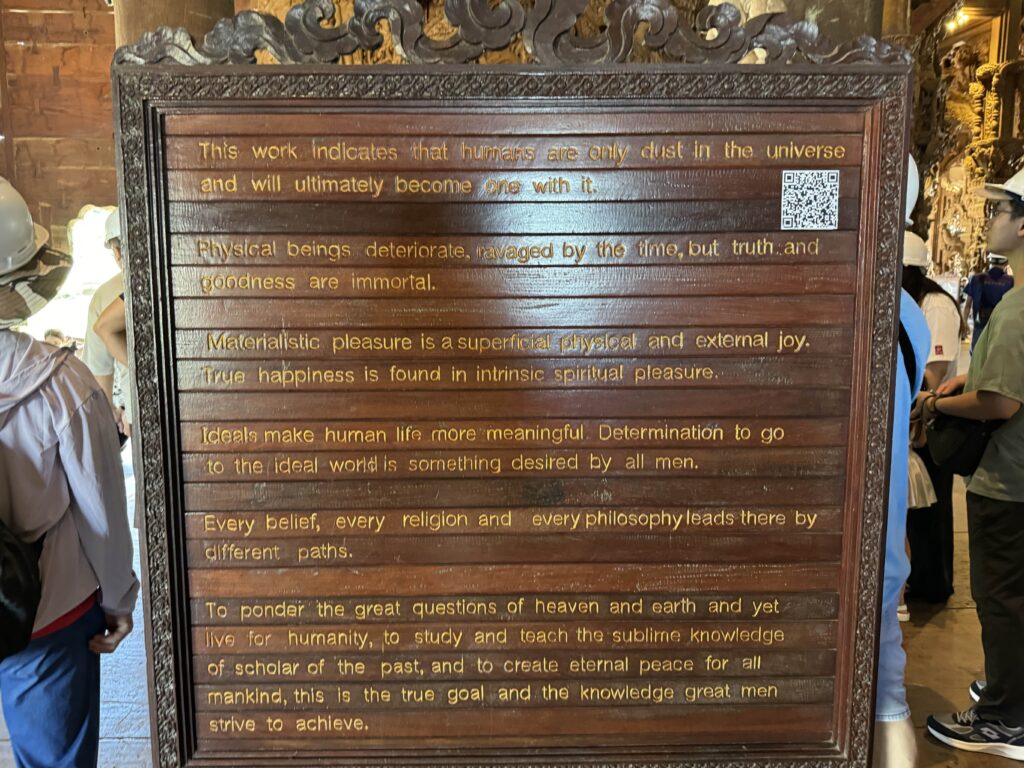 This work indicates that humans are only dust in the universe
and will ultimately become one with it.
Physical beings deteriorate, ravaged by the time, but truth and
goodness are immortal.
Materialistic pleasure is a superficial physical and external joy.
True happiness is found in intrinsic spiritual pleasure.
Ideals make human life more meaningful. Determination to go
to the ideal world is something desired by all men.
Every belief, every religion and every philosophy leads there by
different paths.
To ponder the great questions of heaven and earth and yet
live for humanity, to study and teach the sublime knowledge
of scholar of the past, and to create eternal peace for all
mankind, this is the true goal and the knowledge great men
strive to achieve.